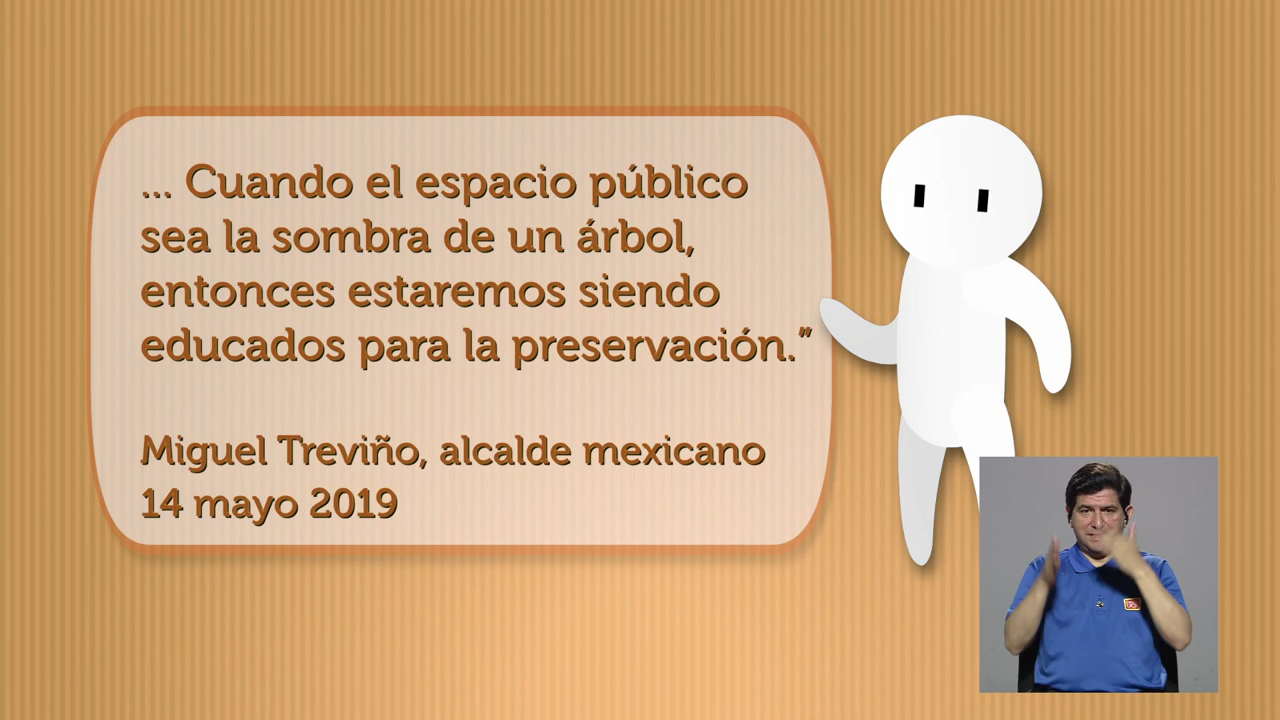 ... Cuando el espacio público
sea la sombra de un árbol,
entonces estaremos siendo
educados para la preservación.”
Miguel Treviño, alcalde mexicano
14 mayo 2019